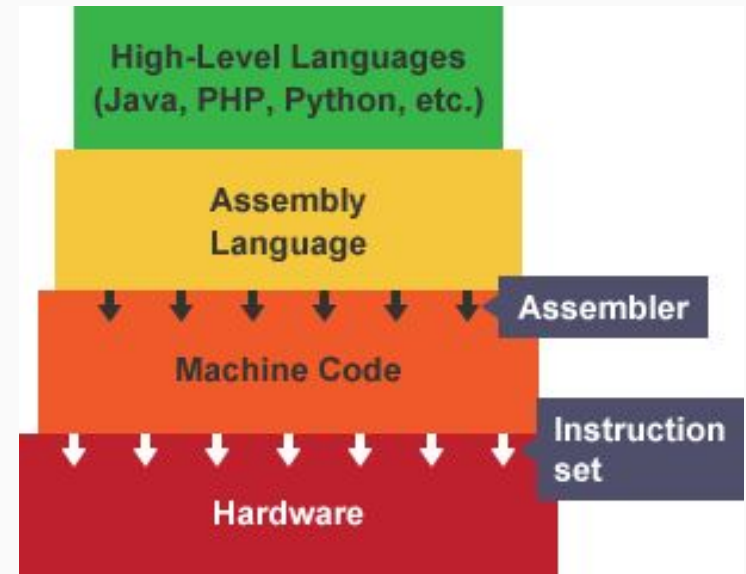 High-Level Languages
(Java, PHP, Python, etc.)
Assembly
Language
Assembler
Machine Code
Instruction
set
Hardware